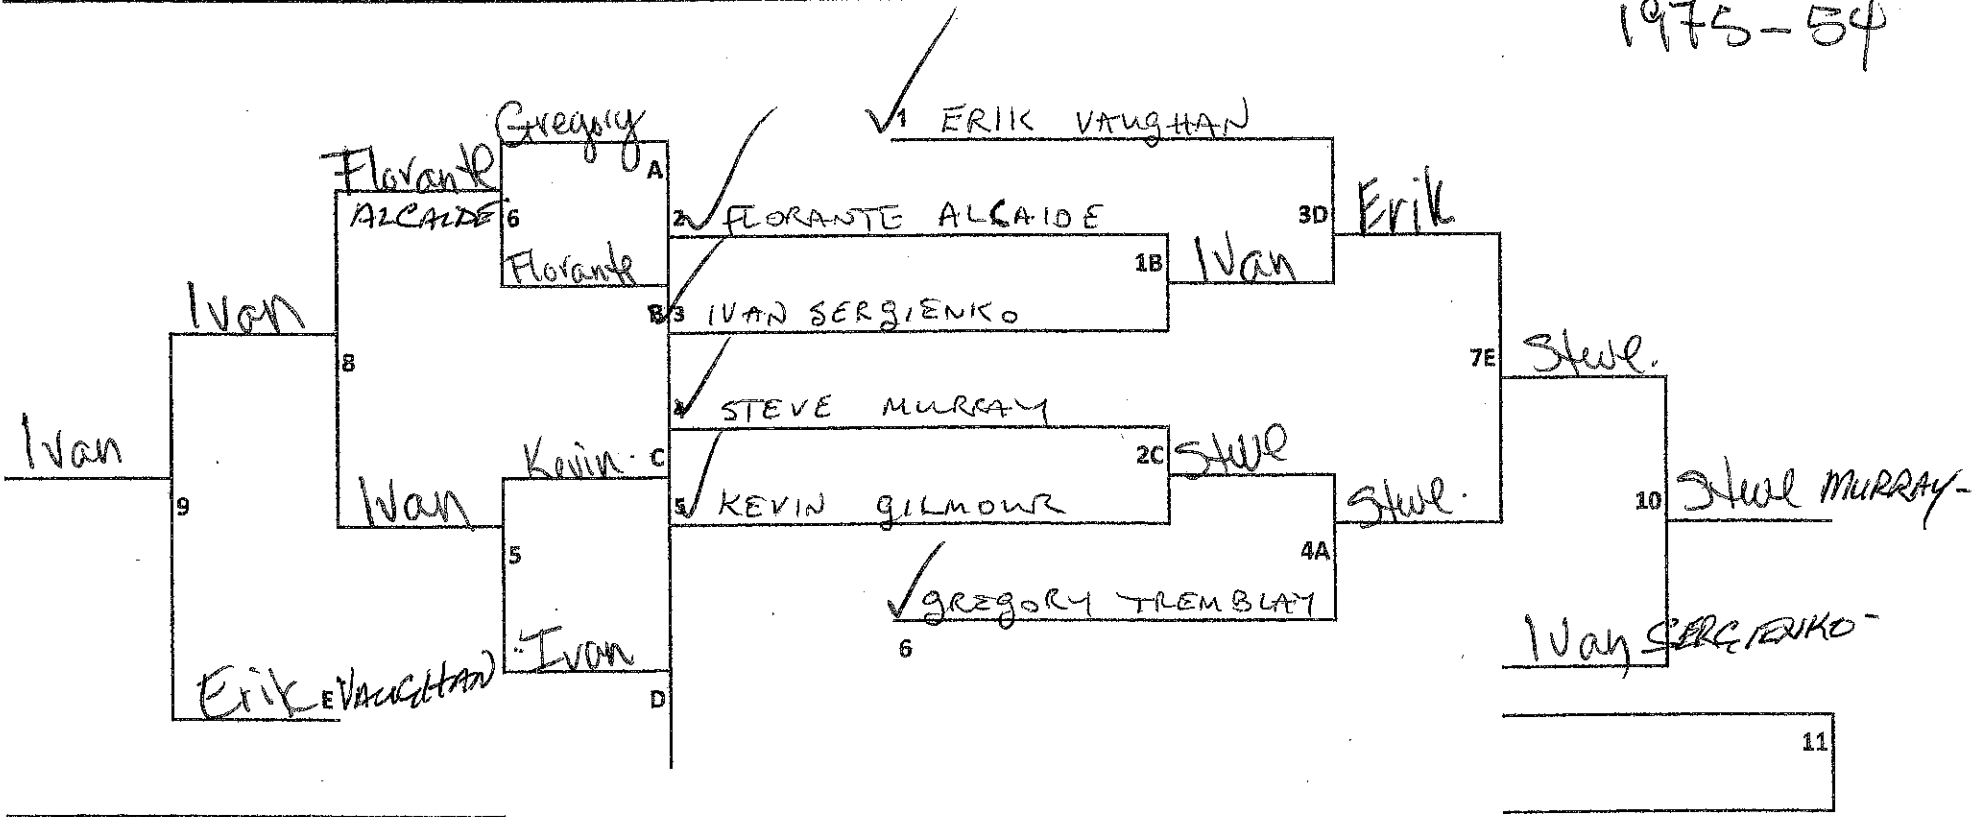 1975-54
Gregory
1 ERIK VAUGHAN
Florante
A
ALCAIDE
6
2 FLORANTE ALCAIDE
3D
Erik
Florante
1B
Ivan
Ivan
B
3 IVAN SERGIENKO
8
7E
Steve.
4 STEVE MURRAY
Ivan
Kevin. C
2C
Steve
9
Ivan
5 KEVIN GILMOUR
Steve.
10
Steve MURRAY-
5
4A
GREGORY TREMBLAY
6
Ivan
Ivan SERGIENKO-
Erik E VAUGHAN
D
11